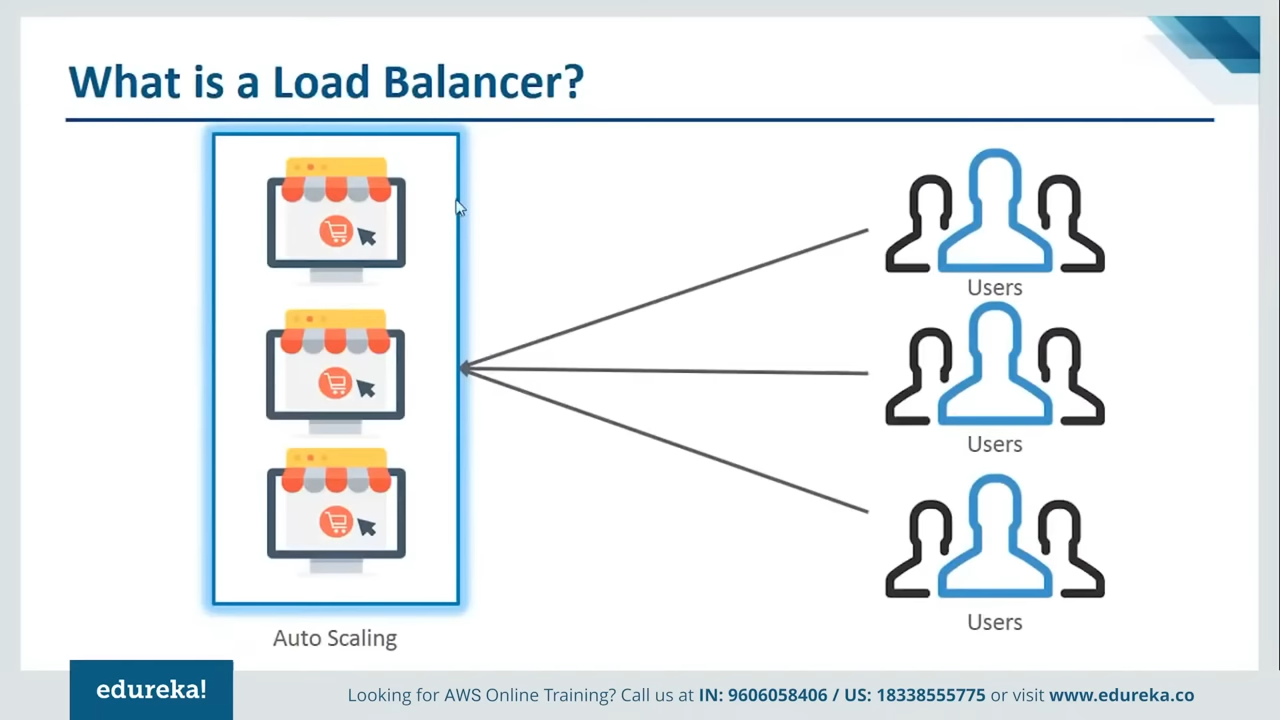 What is a Load Balancer?
Users
Users
Users
Auto Scaling
edureka!
Looking for AWS Online Training? Call us at IN: 9606058406 / US: 18338555775 or visit www.edureka.co